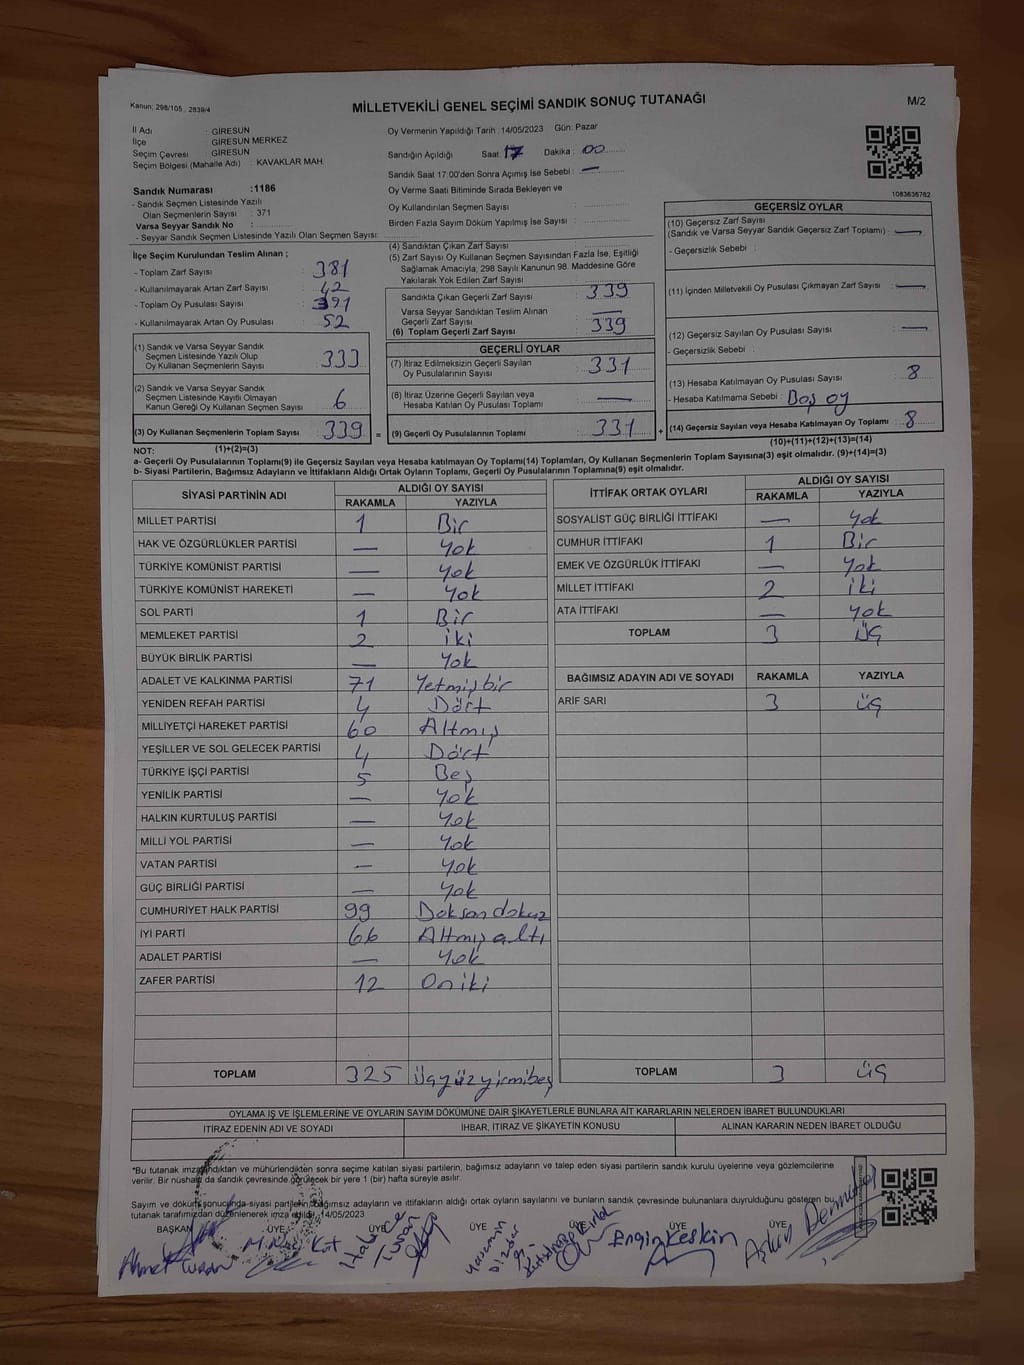 Kanun; 298/105 , 2839/4
MİLLETVEKİLİ GENEL SEÇİMİ SANDIK SONUÇ TUTANAĞI
M/2
İl Adı : GİRESUN
İlçe : GİRESUN MERKEZ
Seçim Çevresi : GİRESUN
Seçim Bölgesi (Mahalle Adı) : KAVAKLAR MAH
Oy Vermenin Yapıldığı Tarih : 14/05/2023 Gün: Pazar
Sandığın Açıldığı Saat: 17 Dakika : 00
Sandık Saat 17:00'den Sonra Açımış İse Sebebi : —
Oy Verme Saati Bitiminde Sırada Bekleyen ve
Oy Kullandırılan Seçmen Sayısı :
Birden Fazla Sayım Döküm Yapılmış İse Sayısı :
1083636762
Sandık Numarası :1186
- Sandık Seçmen Listesinde Yazılı
Olan Seçmenlerin Sayısı : 371
Varsa Seyyar Sandık No :
- Seyyar Sandık Seçmen Listesinde Yazılı Olan Seçmen Sayısı:
İlçe Seçim Kurulundan Teslim Alınan ;
- Toplam Zarf Sayısı : 381
- Kullanılmayarak Artan Zarf Sayısı : 42
- Toplam Oy Pusulası Sayısı : 391
- Kullanılmayarak Artan Oy Pusulası : 52
(4) Sandıktan Çıkan Zarf Sayısı :
(5) Zarf Sayısı Oy Kullanan Seçmen Sayısından Fazla İse, Eşitliği
Sağlamak Amacıyla; 298 Sayılı Kanunun 98. Maddesine Göre
Yakılarak Yok Edilen Zarf Sayısı :
Sandıkta Çıkan Geçerli Zarf Sayısı : 339
Varsa Seyyar Sandıktan Teslim Alınan
Geçerli Zarf Sayısı : —
(6) Toplam Geçerli Zarf Sayısı : 339
GEÇERSİZ OYLAR
(10) Geçersiz Zarf Sayısı
(Sandık ve Varsa Seyyar Sandık Geçersiz Zarf Toplamı) : —
- Geçersizlik Sebebi :
(11) İçinden Milletvekili Oy Pusulası Çıkmayan Zarf Sayısı : —
(12) Geçersiz Sayılan Oy Pusulası Sayısı : —
- Geçersizlik Sebebi :
(13) Hesaba Katılmayan Oy Pusulası Sayısı : 8
- Hesaba Katılmama Sebebi : Boş oy
(14) Geçersiz Sayılan veya Hesaba Katılmayan Oy Toplamı : 8
(10)+(11)+(12)+(13)=(14)
(1) Sandık ve Varsa Seyyar Sandık
Seçmen Listesinde Yazılı Olup
Oy Kullanan Seçmenlerin Sayısı : 333
(2) Sandık ve Varsa Seyyar Sandık
Seçmen Listesinde Kayıtlı Olmayan
Kanun Gereği Oy Kullanan Seçmen Sayısı : 6
(3) Oy Kullanan Seçmenlerin Toplam Sayısı : 339 =
(1)+(2)=(3)
GEÇERLİ OYLAR
(7) İtiraz Edilmeksizin Geçerli Sayılan
Oy Pusulalarının Sayısı : 331
(8) İtiraz Üzerine Geçerli Sayılan veya
Hesaba Katılan Oy Pusulası Toplamı : —
(9) Geçerli Oy Pusulalarının Toplamı : 331 +
NOT:
a- Geçerli Oy Pusulalarının Toplamı(9) ile Geçersiz Sayılan veya Hesaba katılmayan Oy Toplamı(14) Toplamları, Oy Kullanan Seçmenlerin Toplam Sayısına(3) eşit olmalıdır. (9)+(14)=(3)
b- Siyasi Partilerin, Bağımsız Adayların ve İttifakların Aldığı Ortak Oyların Toplamı, Geçerli Oy Pusulalarının Toplamına(9) eşit olmalıdır.
SİYASİ PARTİNİN ADI ALDIĞI OY SAYISI
RAKAMLA YAZIYLA
MİLLET PARTİSİ 1 Bir
HAK VE ÖZGÜRLÜKLER PARTİSİ — Yok
TÜRKİYE KOMÜNİST PARTİSİ — Yok
TÜRKİYE KOMÜNİST HAREKETİ — Yok
SOL PARTİ 1 Bir
MEMLEKET PARTİSİ 2 iki
BÜYÜK BİRLİK PARTİSİ — Yok
ADALET VE KALKINMA PARTİSİ 71 Yetmişbir
YENİDEN REFAH PARTİSİ 4 Dört
MİLLİYETÇİ HAREKET PARTİSİ 60 Altmış
YEŞİLLER VE SOL GELECEK PARTİSİ 4 Dört
TÜRKİYE İŞÇİ PARTİSİ 5 Beş
YENİLİK PARTİSİ — Yok
HALKIN KURTULUŞ PARTİSİ — Yok
MİLLİ YOL PARTİSİ — Yok
VATAN PARTİSİ — Yok
GÜÇ BİRLİĞİ PARTİSİ — Yok
CUMHURİYET HALK PARTİSİ 99 Doksan dokuz
İYİ PARTİ 66 Altmış altı
ADALET PARTİSİ — Yok
ZAFER PARTİSİ 12 Oniki
TOPLAM 325 üçyüzyirmibeş
İTTİFAK ORTAK OYLARI ALDIĞI OY SAYISI
RAKAMLA YAZIYLA
SOSYALİST GÜÇ BİRLİĞİ İTTİFAKI — Yok
CUMHUR İTTİFAKI 1 Bir
EMEK VE ÖZGÜRLÜK İTTİFAKI — Yok
MİLLET İTTİFAKI 2 iki
ATA İTTİFAKI — Yok
TOPLAM 3 üç
BAĞIMSIZ ADAYIN ADI VE SOYADI RAKAMLA YAZIYLA
ARİF SARI 3 üç
TOPLAM 3 üç
OYLAMA İŞ VE İŞLEMLERİNE VE OYLARIN SAYIM DÖKÜMÜNE DAİR ŞİKAYETLERLE BUNLARA AİT KARARLARIN NELERDEN İBARET BULUNDUKLARI
İTİRAZ EDENİN ADI VE SOYADI İHBAR, İTİRAZ VE ŞİKAYETİN KONUSU ALINAN KARARIN NEDEN İBARET OLDUĞU
*Bu tutanak imzalandıktan ve mühürlendikten sonra seçime katılan siyasi partilerin, bağımsız adayların ve talep eden siyasi partilerin sandık kurulu üyelerine veya gözlemcilerine
verilir. Bir nüshası da sandık çevresinde görülecek bir yere 1 (bir) hafta süreyle asılır.
Sayım ve döküm sonucunda siyasi partilerin, bağımsız adayların ve ittifakların aldığı ortak oyların sayılarını ve bunların sandık çevresinde bulunanlara duyrulduğunu gösteren bu
tutanak tarafımızdan düzenlenerek imza edildi. 14/05/2023
BAŞKAN ÜYE ÜYE ÜYE ÜYE ÜYE ÜYE
Ahmet Turan
Hatice Turan
Yasemin
Engin Keskin
Aşkın